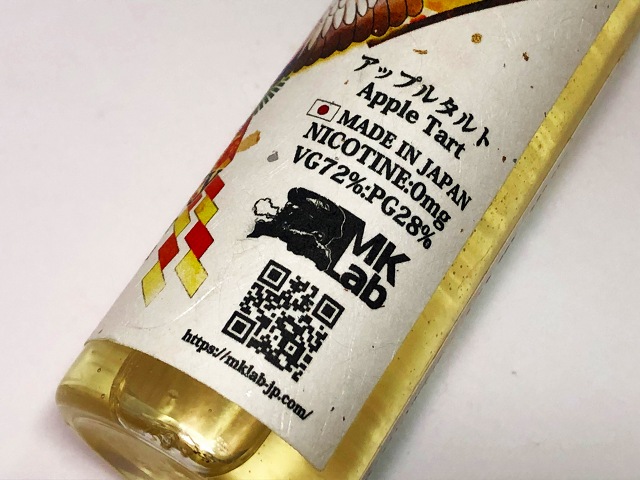 アップルタルト
Apple Tart
MADE IN JAPAN
NICOTINE:0mg
VG72%:PG28%
MK
Lab
https://mklab-jp.com/